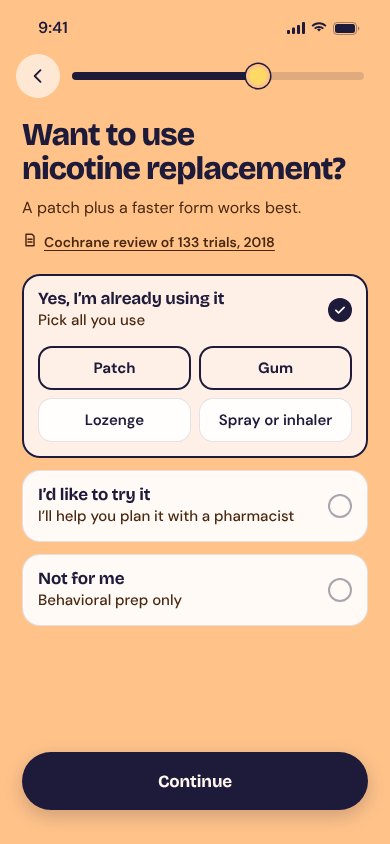 9:41
Want to use
nicotine replacement?
A patch plus a faster form works best.
Cochrane review of 133 trials, 2018
Yes, I’m already using it
Pick all you use
Patch
Gum
Lozenge
Spray or inhaler
I’d like to try it
I’ll help you plan it with a pharmacist
Not for me
Behavioral prep only
Continue